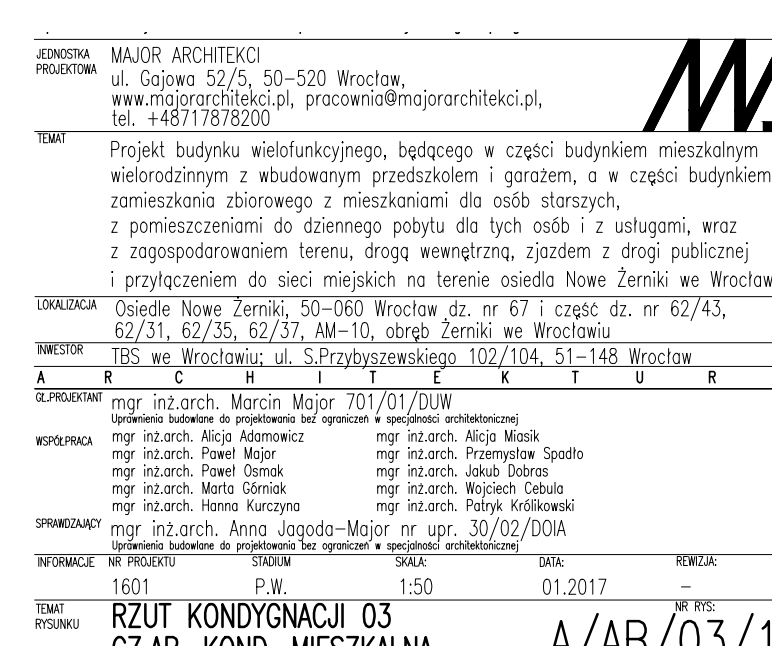 JEDNOSTKA PROJEKTOWA
MAJOR ARCHITEKCI
ul. Gajowa 52/5, 50-520 Wrocław,
www.majorarchitekci.pl, pracownia@majorarchitekci.pl,
tel. +48717878200
TEMAT
Projekt budynku wielofunkcyjnego, będącego w części budynkiem mieszkalnym
wielorodzinnym z wbudowanym przedszkolem i garażem, a w części budynkiem
zamieszkania zbiorowego z mieszkaniami dla osób starszych,
z pomieszczeniami do dziennego pobytu dla tych osób i z usługami, wraz
z zagospodarowaniem terenu, drogą wewnętrzną, zjazdem z drogi publicznej
i przyłączeniem do sieci miejskich na terenie osiedla Nowe Żerniki we Wrocław
LOKALIZACJA
Osiedle Nowe Żerniki, 50-060 Wrocław dz. nr 67 i część dz. nr 62/43,
62/31, 62/35, 62/37, AM-10, obręb Żerniki we Wrocławiu
INWESTOR
TBS we Wrocławiu; ul. S.Przybyszewskiego 102/104, 51-148 Wrocław
A R C H I T E K T U R
GŁ.PROJEKTANT
mgr inż.arch. Marcin Major 701/01/DUW
Uprawnienia budowlane do projektowania bez ograniczeń w specjalności architektonicznej
WSPÓŁPRACA
mgr inż.arch. Alicja Adamowicz mgr inż.arch. Alicja Miasik
mgr inż.arch. Paweł Major mgr inż.arch. Przemysław Spadło
mgr inż.arch. Paweł Osmak mgr inż.arch. Jakub Dobras
mgr inż.arch. Marta Górniak mgr inż.arch. Wojciech Cebula
mgr inż.arch. Hanna Kurczyna mgr inż.arch. Patryk Królikowski
SPRAWDZAJĄCY
mgr inż.arch. Anna Jagoda-Major nr upr. 30/02/DOIA
Uprawnienia budowlane do projektowania bez ograniczeń w specjalności architektonicznej
INFORMACJE NR PROJEKTU STADIUM SKALA: DATA: REWIZJA:
1601 P.W. 1:50 01.2017 -
TEMAT RYSUNKU
RZUT KONDYGNACJI 03
NR RYS:
CZ.AB KOND. MIESZKALNA
A/AR/03/1